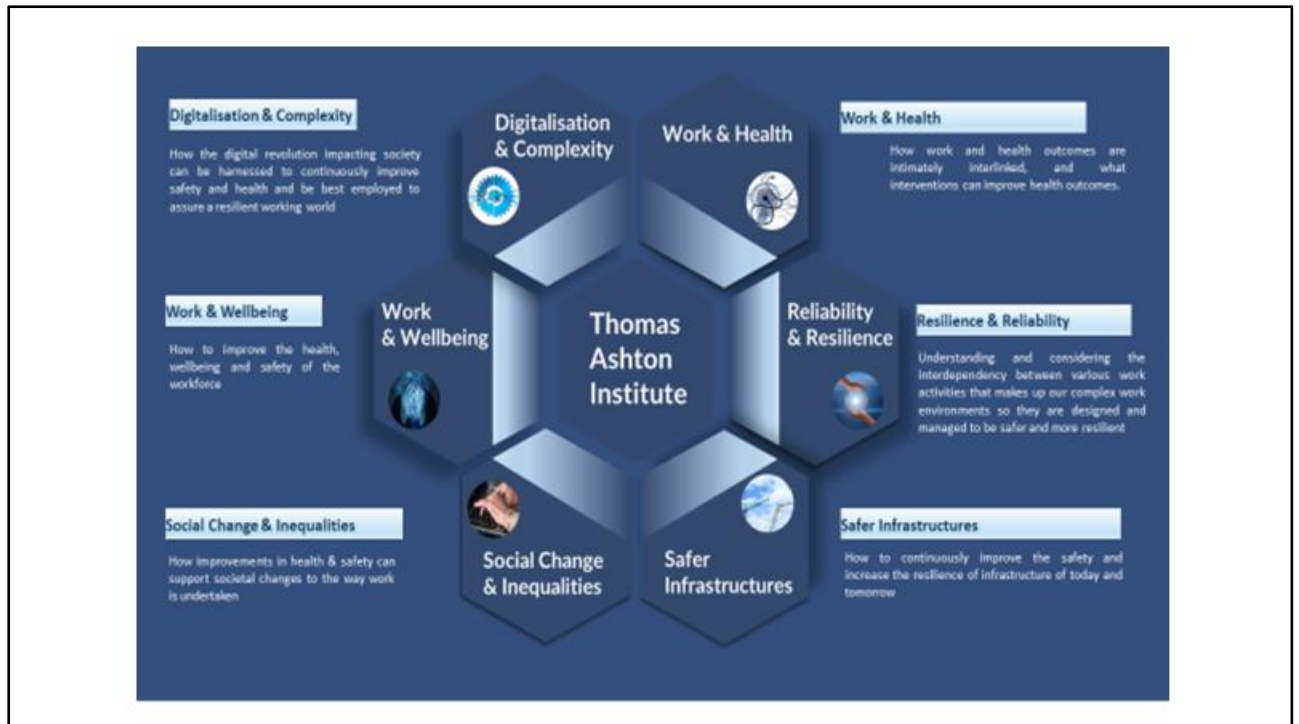 Digitalisation & Complexity
How the digital revolution impacting society
can be harnessed to continuously improve
safety and health and be best employed to
assure a resilient working world
Work & Wellbeing
How to improve the health,
wellbeing and safety of the
workforce
Social Change & Inequalities
How improvements in health & safety can
support societal changes to the way work
is undertaken
Digitalisation
& Complexity
Work & Health
Work
& Wellbeing
Thomas
Ashton
Institute
Reliability
& Resilience
Social Change
& Inequalities
Safer
Infrastructures
Work & Health
How work and health outcomes are
intimately interlinked, and what
interventions can improve health outcomes.
Resilience & Reliability
Understanding and considering the
interdependency between various work
activities that makes up our complex work
environments so they are designed and
managed to be safer and more resilient
Safer Infrastructures
How to continuously improve the safety and
increase the resilience of infrastructure of today and
tomorrow